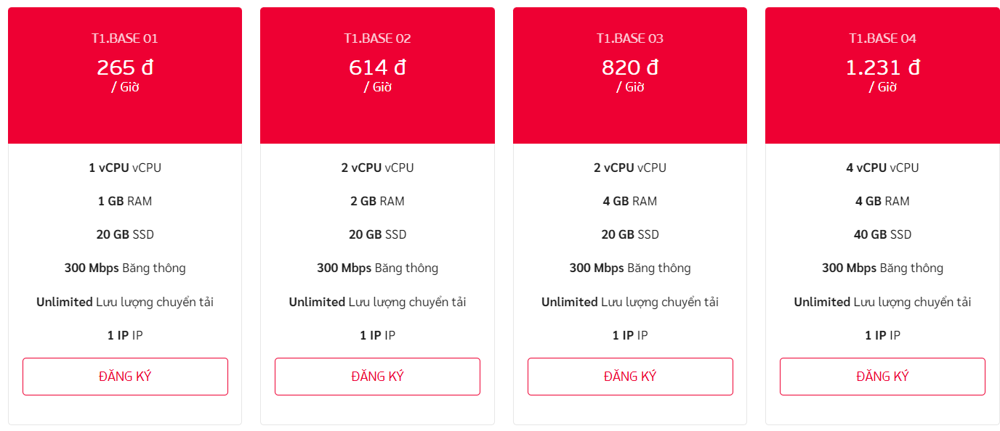 T1.BASE 01
265 đ
/ Giờ
1 vCPU vCPU
1 GB RAM
20 GB SSD
300 Mbps Băng thông
Unlimited Lưu lượng chuyển tải
1 IP IP
ĐĂNG KÝ
T1.BASE 02
614 đ
/ Giờ
2 vCPU vCPU
2 GB RAM
20 GB SSD
300 Mbps Băng thông
Unlimited Lưu lượng chuyển tải
1 IP IP
ĐĂNG KÝ
T1.BASE 03
820 đ
/ Giờ
2 vCPU vCPU
4 GB RAM
20 GB SSD
300 Mbps Băng thông
Unlimited Lưu lượng chuyển tải
1 IP IP
ĐĂNG KÝ
T1.BASE 04
1.231 đ
/ Giờ
4 vCPU vCPU
4 GB RAM
40 GB SSD
300 Mbps Băng thông
Unlimited Lưu lượng chuyển tải
1 IP IP
ĐĂNG KÝ